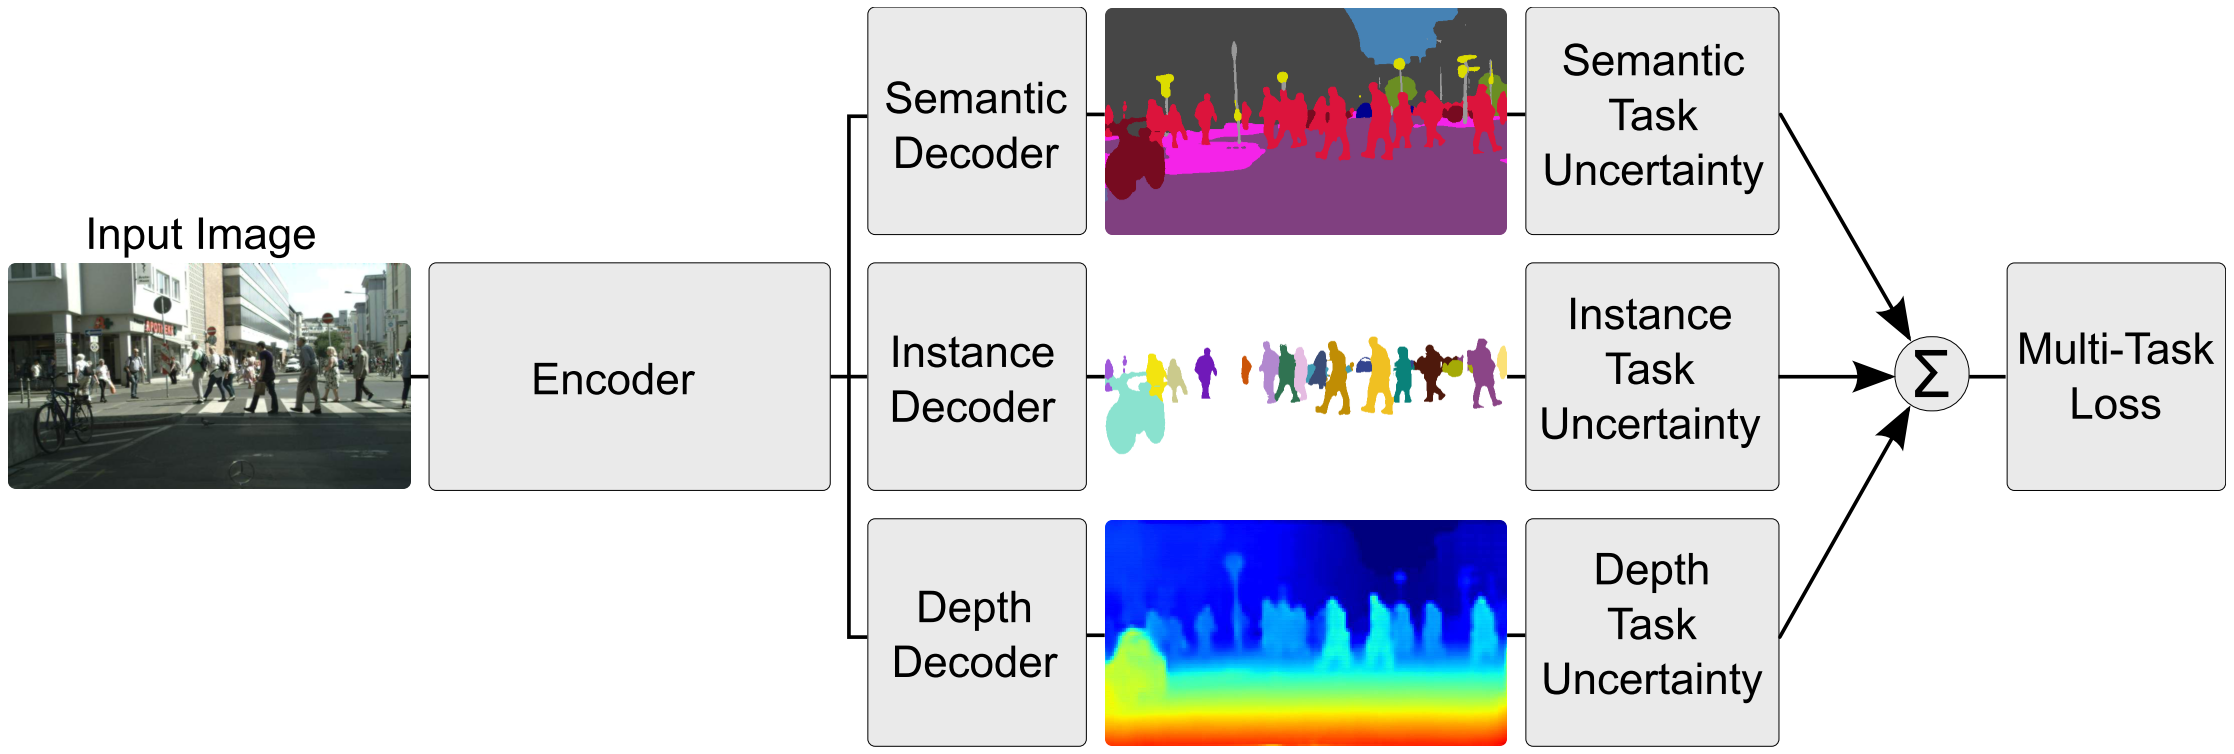 Input Image
Encoder
Semantic
Decoder
Instance
Decoder
Depth
Decoder
Semantic
Task
Uncertainty
Instance
Task
Uncertainty
Depth
Task
Uncertainty
Σ
Multi-Task
Loss